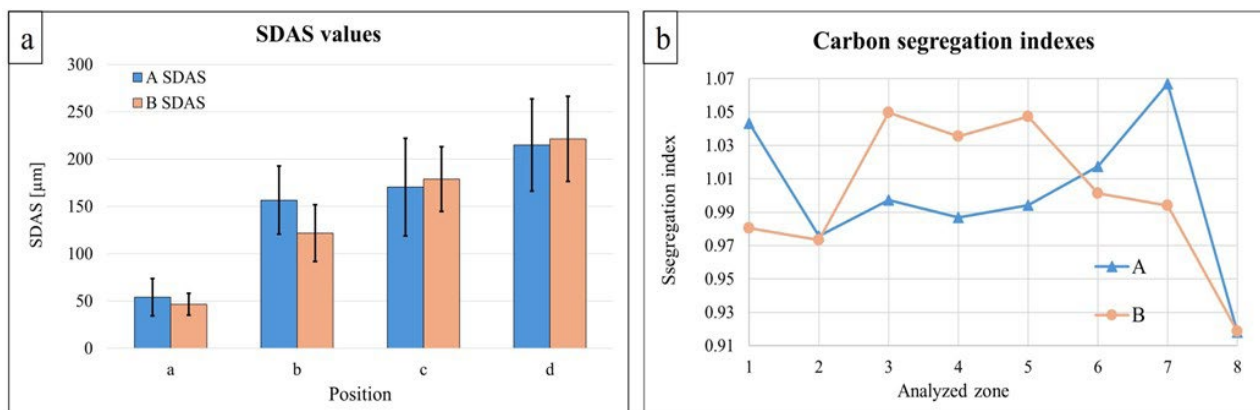 a
SDAS values
300
250
200
150
100
50
0
SDAS [µm]
A SDAS
B SDAS
a b c d
Position
b
Carbon segregation indexes
1.07
1.05
1.03
1.01
0.99
0.97
0.95
0.93
0.91
Ssegregation index
A
B
1 2 3 4 5 6 7 8
Analyzed zone